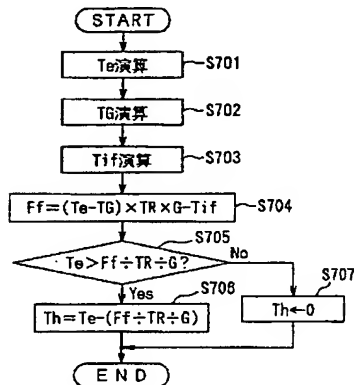 START
Te演算
S701
TG演算
S702
Tif演算
S703
Ff=(Te-TG)×TR×G-Tif
S704
Te>Ff÷TR÷G?
S705
No
Yes
S706
Th=Te-(Ff÷TR÷G)
S707
Th←0
END